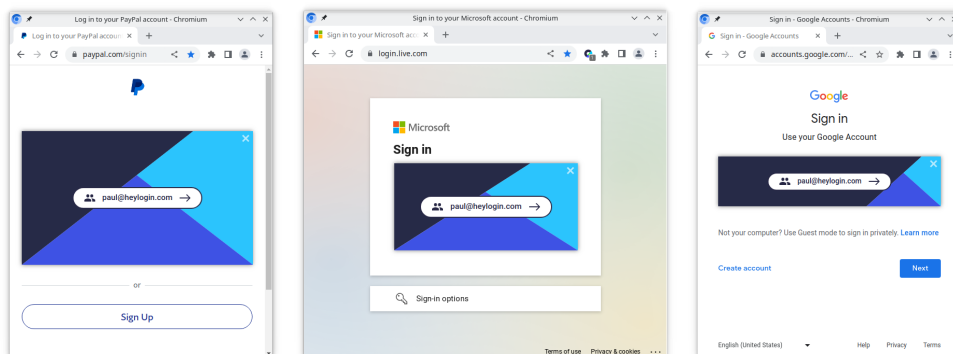 Log in to your PayPal account - Chromium
Log in to your PayPal accoun
paypal.com/signin
paul@heylogin.com
or
Sign Up
Sign in to your Microsoft account - Chromium
Sign in to your Microsoft acc
login.live.com
Microsoft
Sign in
paul@heylogin.com
Sign-in options
Terms of use Privacy & cookies ...
Sign in - Google Accounts - Chromium
G Sign in - Google Accounts
accounts.google.com/...
Google
Sign in
Use your Google Account
paul@heylogin.com
Not your computer? Use Guest mode to sign in privately. Learn more
Create account Next
English (United States) Help Privacy Terms